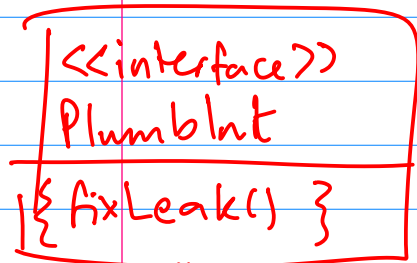 <<interface>>
PlumbInt
{ fixLeak() }